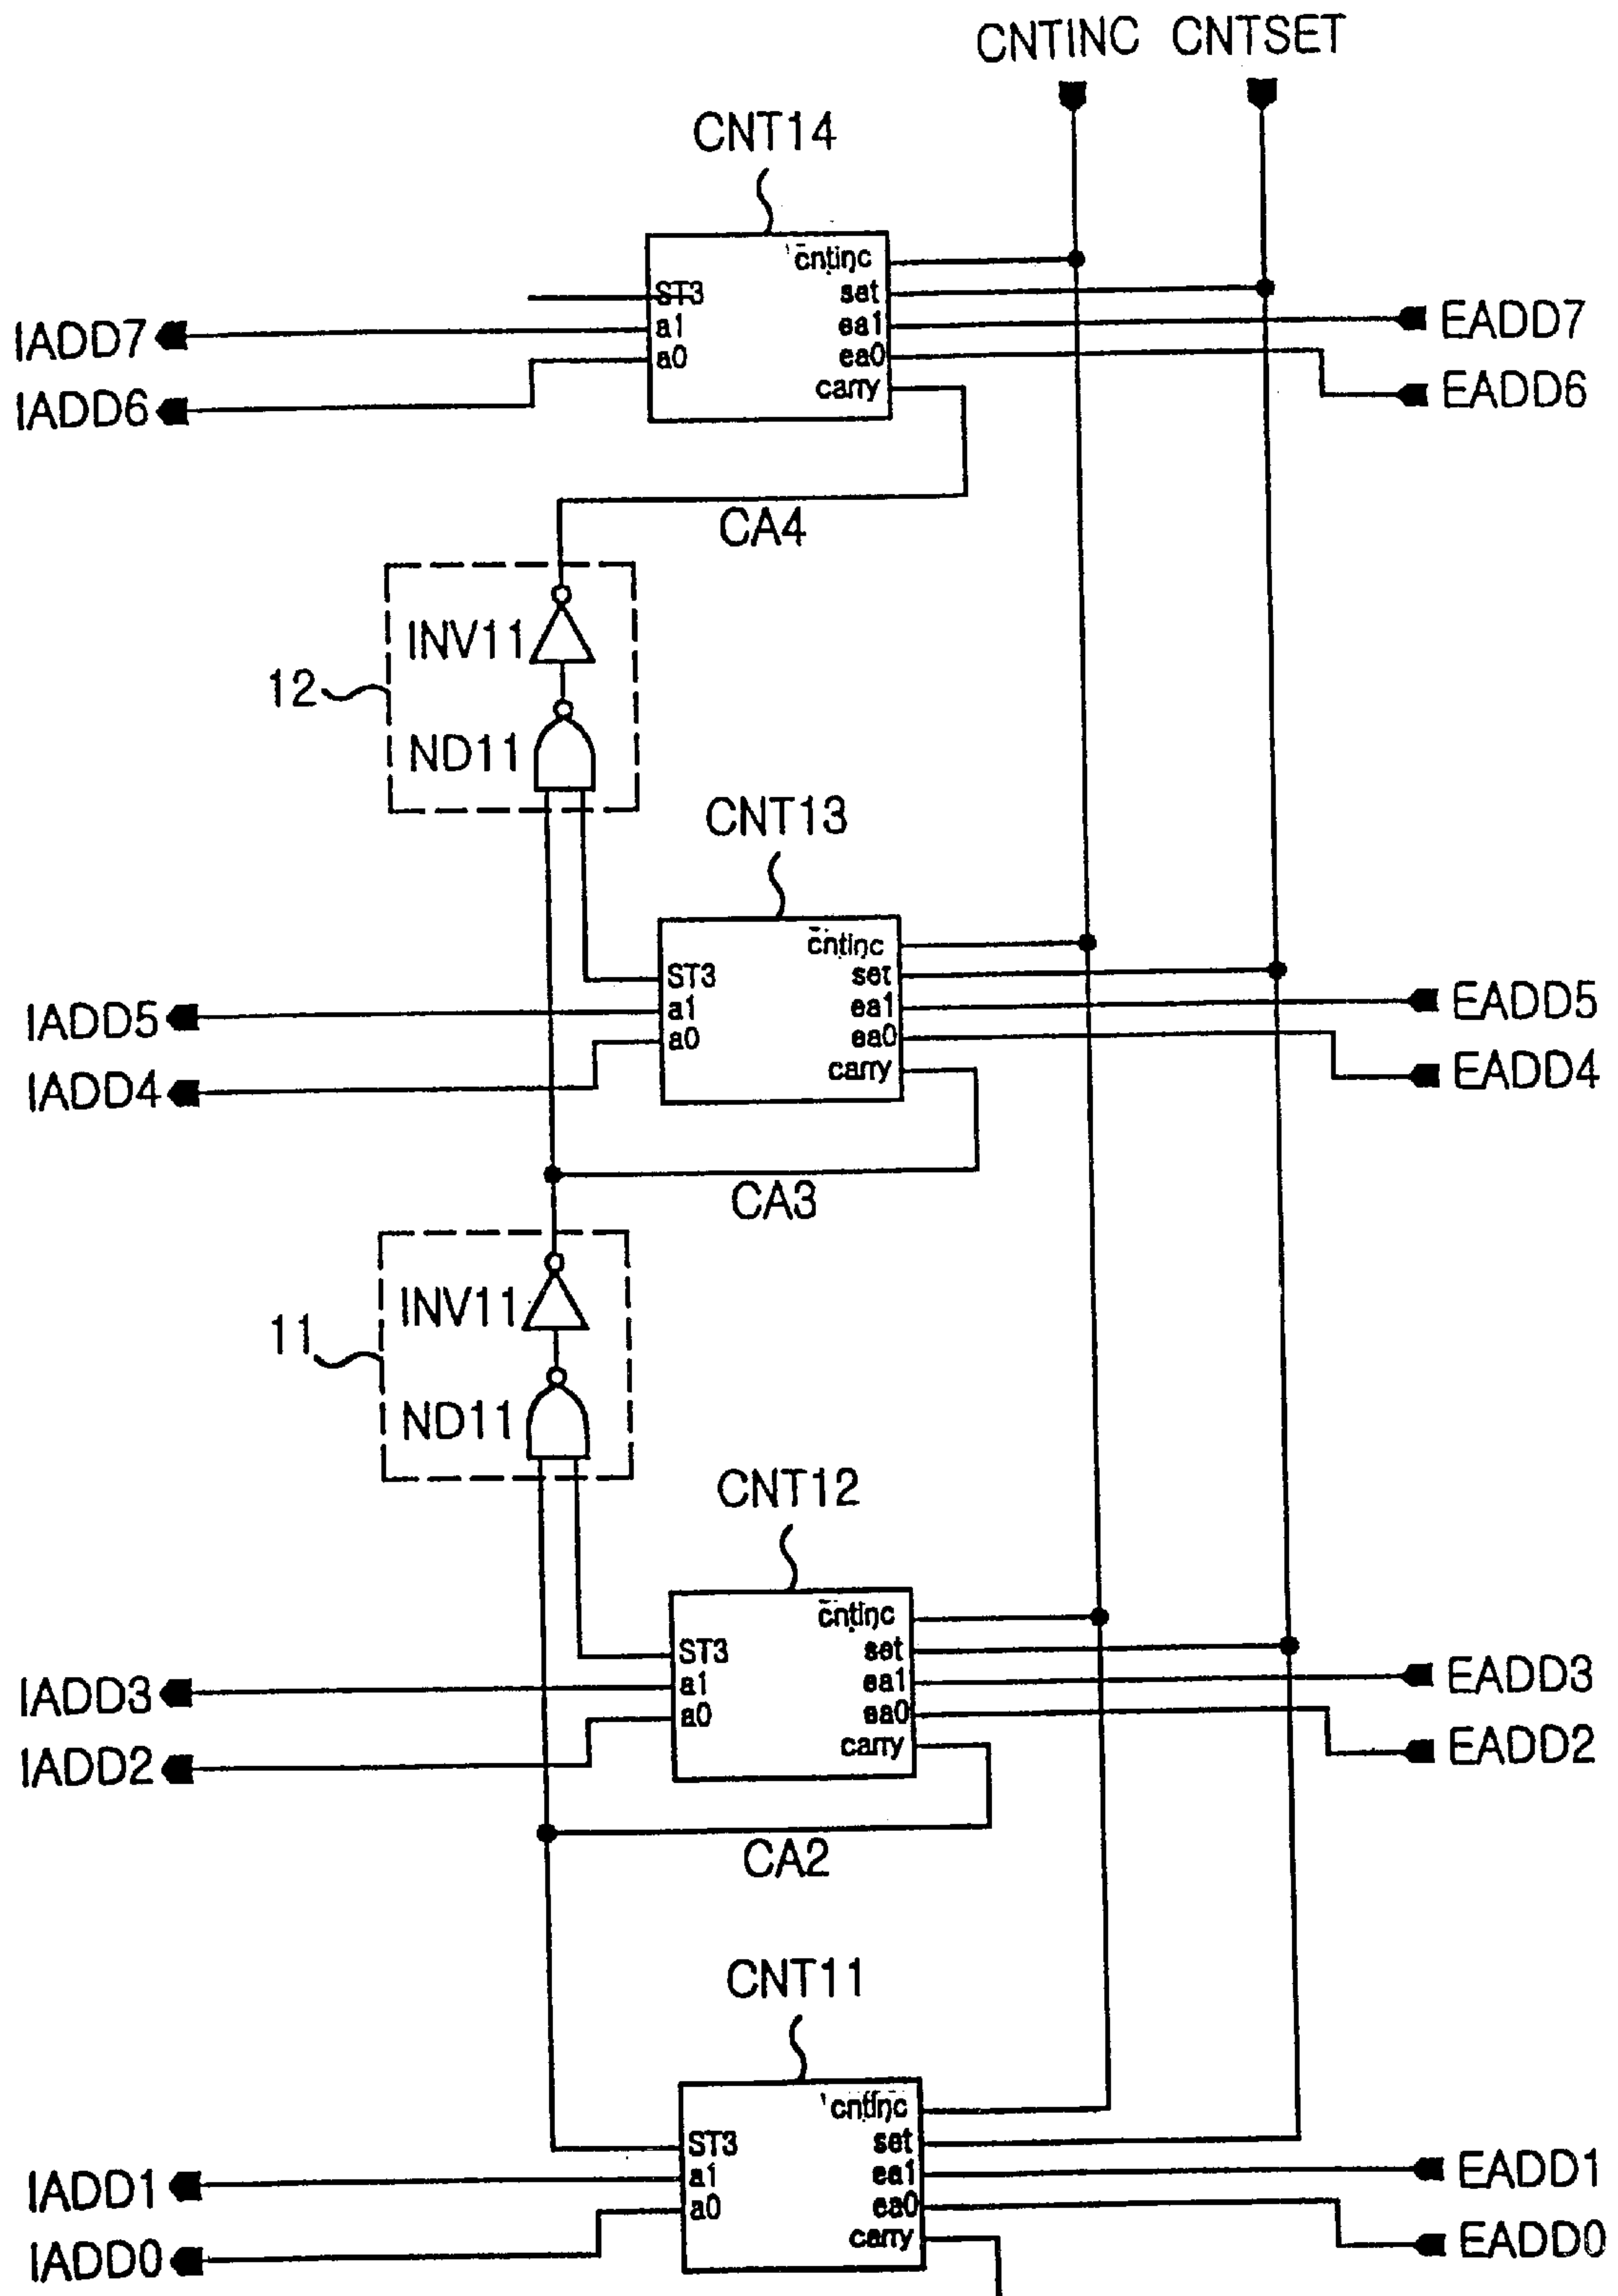 CNTINC CNTSET
CNT14
cntinc
ST3 set
IADD7 a1 ea1 EADD7
IADD6 a0 ea0 EADD6
carry
CA4
INV11
12
ND11
CNT13
cntinc
ST3 set
IADD5 a1 ea1 EADD5
IADD4 a0 ea0 EADD4
carry
CA3
INV11
11
ND11
CNT12
cntinc
ST3 set
IADD3 a1 ea1 EADD3
IADD2 a0 ea0 EADD2
carry
CA2
CNT11
cntinc
ST3 set
IADD1 a1 ea1 EADD1
IADD0 a0 ea0 EADD0
carry